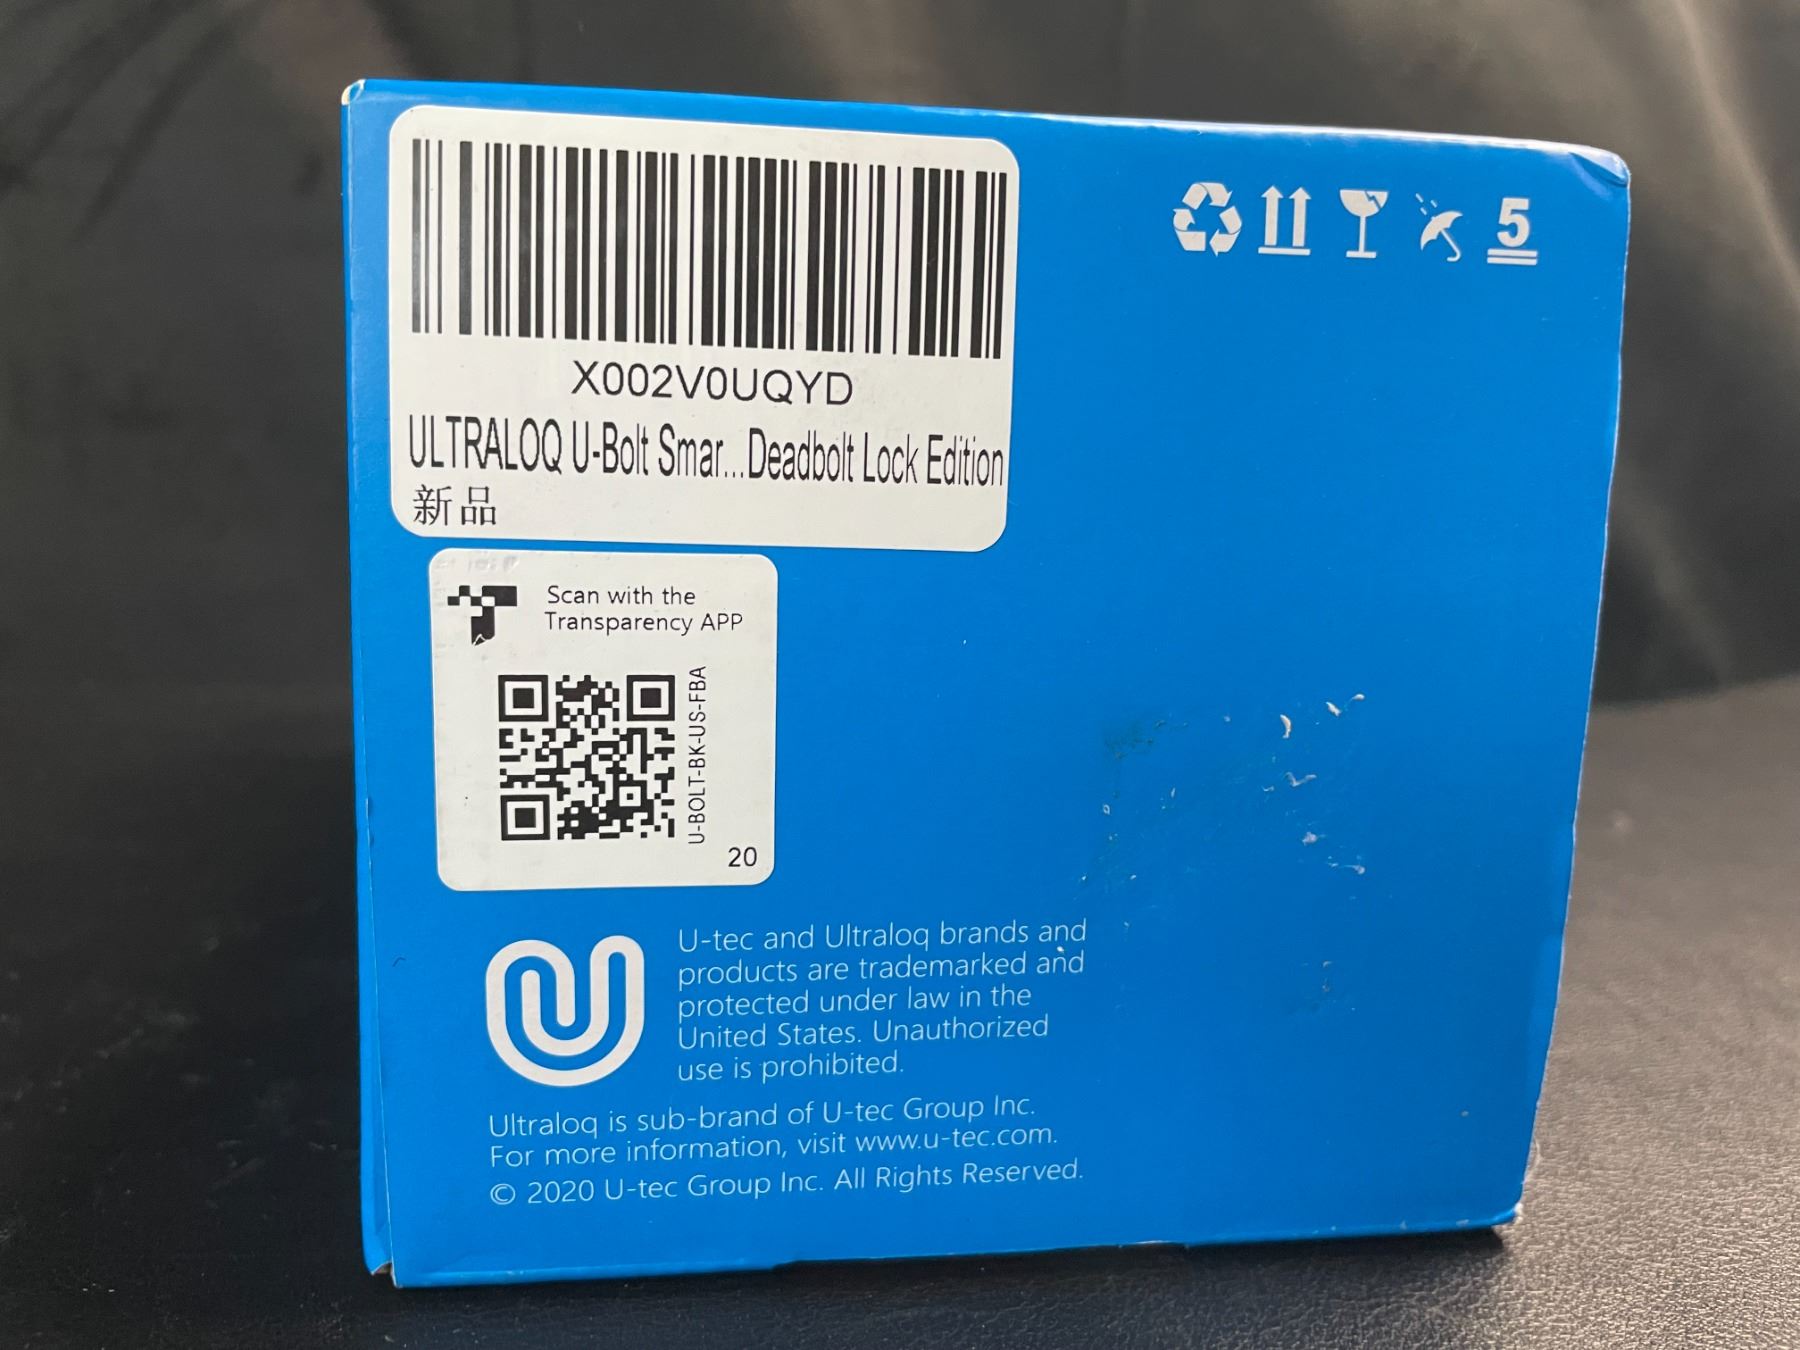 X002V0UQYD
ULTRALOQ U-Bolt Smar...Deadbolt Lock Edition
新品
5
Scan with the
Transparency APP
U-BOLT-BK-US-FBA
20
U-tec and Ultraloq brands and
products are trademarked and
protected under law in the
United States. Unauthorized
use is prohibited.
Ultraloq is sub-brand of U-tec Group Inc.
For more information, visit www.u-tec.com.
© 2020 U-tec Group Inc. All Rights Reserved.